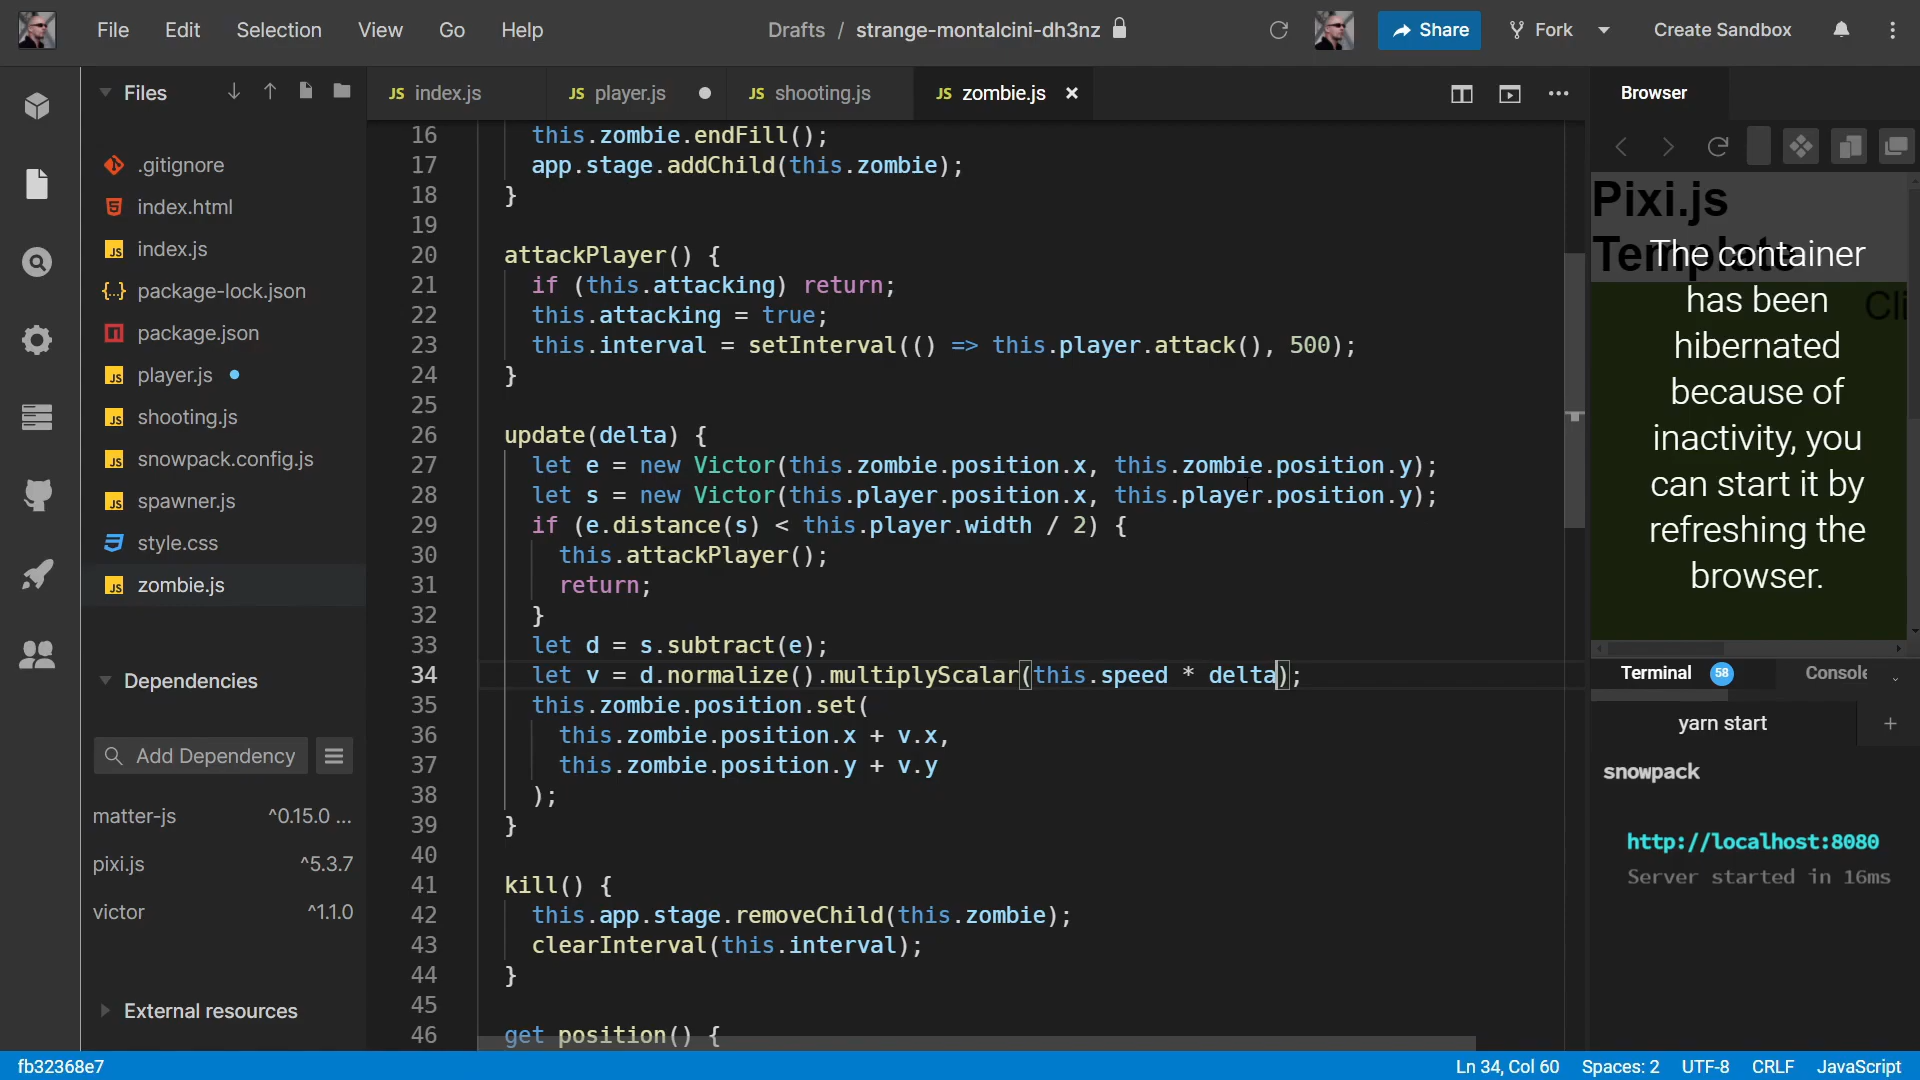 File Edit Selection View Go Help
Drafts / strange-montalcini-dh3nz
Share Fork Create Sandbox
Files
JS index.js
JS player.js
JS shooting.js
JS zombie.js ×
Browser
.gitignore
index.html
index.js
package-lock.json
package.json
player.js
shooting.js
snowpack.config.js
spawner.js
style.css
zombie.js
Dependencies
Add Dependency
matter-js ^0.15.0 ...
pixi.js ^5.3.7
victor ^1.1.0
External resources
16 this.zombie.endFill();
17 app.stage.addChild(this.zombie);
18 }
19
20 attackPlayer() {
21 if (this.attacking) return;
22 this.attacking = true;
23 this.interval = setInterval(() => this.player.attack(), 500);
24 }
25
26 update(delta) {
27 let e = new Victor(this.zombie.position.x, this.zombie.position.y);
28 let s = new Victor(this.player.position.x, this.player.position.y);
29 if (e.distance(s) < this.player.width / 2) {
30 this.attackPlayer();
31 return;
32 }
33 let d = s.subtract(e);
34 let v = d.normalize().multiplyScalar(this.speed * delta);
35 this.zombie.position.set(
36 this.zombie.position.x + v.x,
37 this.zombie.position.y + v.y
38 );
39 }
40
41 kill() {
42 this.app.stage.removeChild(this.zombie);
43 clearInterval(this.interval);
44 }
45
46 get position() {
Pixi.js
Template
Cli
The container
has been
hibernated
because of
inactivity, you
can start it by
refreshing the
browser.
Terminal 58 Console
yarn start +
snowpack
http://localhost:8080
Server started in 16ms
fb32368e7
Ln 34, Col 60 Spaces: 2 UTF-8 CRLF JavaScript